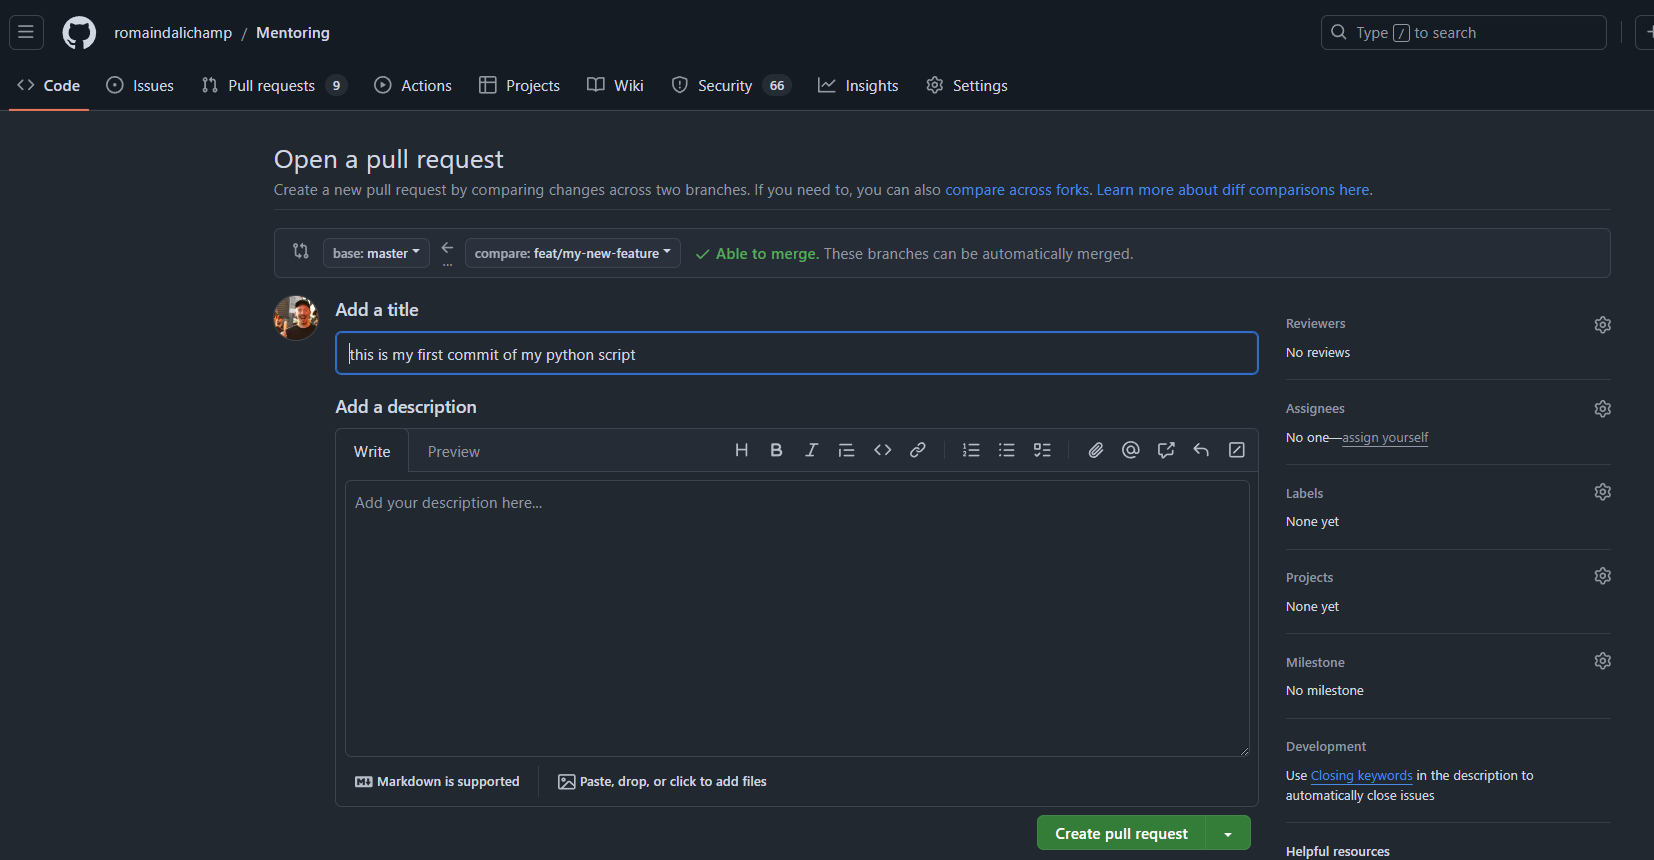 romaindalichamp / Mentoring
Type / to search
Code Issues Pull requests 9 Actions Projects Wiki Security 66 Insights Settings
Open a pull request
Create a new pull request by comparing changes across two branches. If you need to, you can also compare across forks. Learn more about diff comparisons here.
base: master ... compare: feat/my-new-feature Able to merge. These branches can be automatically merged.
Add a title
this is my first commit of my python script
Add a description
Write Preview
Add your description here...
Markdown is supported Paste, drop, or click to add files
Create pull request
Reviewers
No reviews
Assignees
No one—assign yourself
Labels
None yet
Projects
None yet
Milestone
No milestone
Development
Use Closing keywords in the description to
automatically close issues
Helpful resources